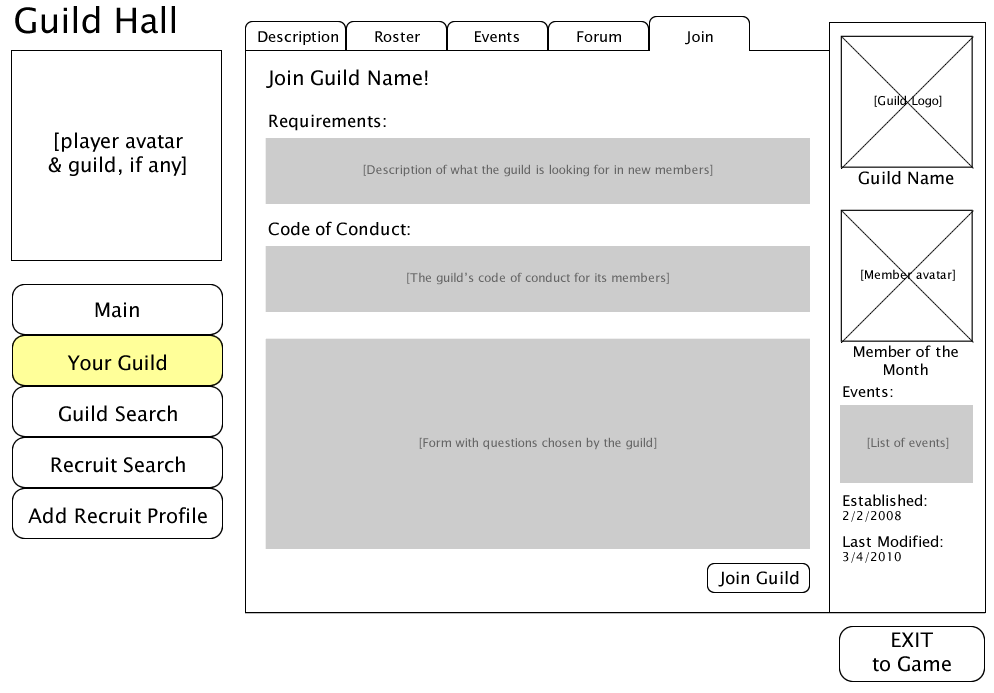 Guild Hall
[player avatar
& guild, if any]
Main
Your Guild
Guild Search
Recruit Search
Add Recruit Profile
Description
Roster
Events
Forum
Join
Join Guild Name!
Requirements:
[Description of what the guild is looking for in new members]
Code of Conduct:
[The guild's code of conduct for its members]
[Form with questions chosen by the guild]
Join Guild
[Guild Logo]
Guild Name
[Member avatar]
Member of the
Month
Events:
[List of events]
Established:
2/2/2008
Last Modified:
3/4/2010
EXIT
to Game